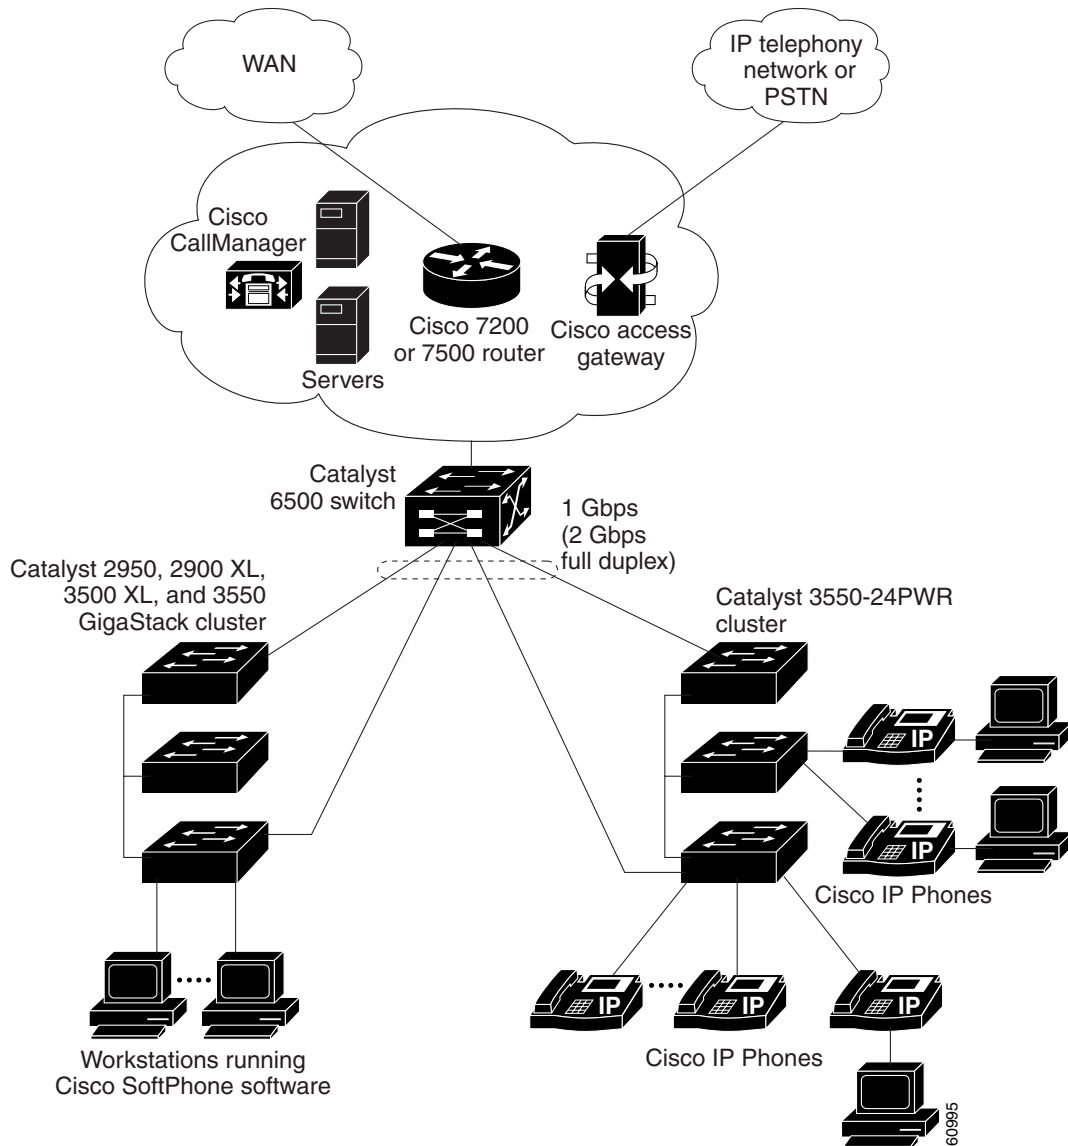 WAN
IP telephony
network or
PSTN
Cisco
CallManager
Servers
Cisco 7200
or 7500 router
Cisco access
gateway
Catalyst
6500 switch
1 Gbps
(2 Gbps
full duplex)
Catalyst 2950, 2900 XL,
3500 XL, and 3550
GigaStack cluster
Catalyst 3550-24PWR
cluster
IP
IP
Cisco IP Phones
IP
IP
IP
Cisco IP Phones
Workstations running
Cisco SoftPhone software
60995